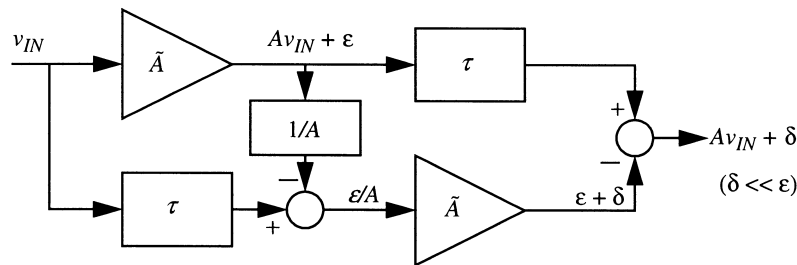 v_IN
Ã
Av_IN + ε
τ
1/A
+
−
Av_IN + δ
(δ << ε)
τ
−
+
ε/A
Ã
ε + δ